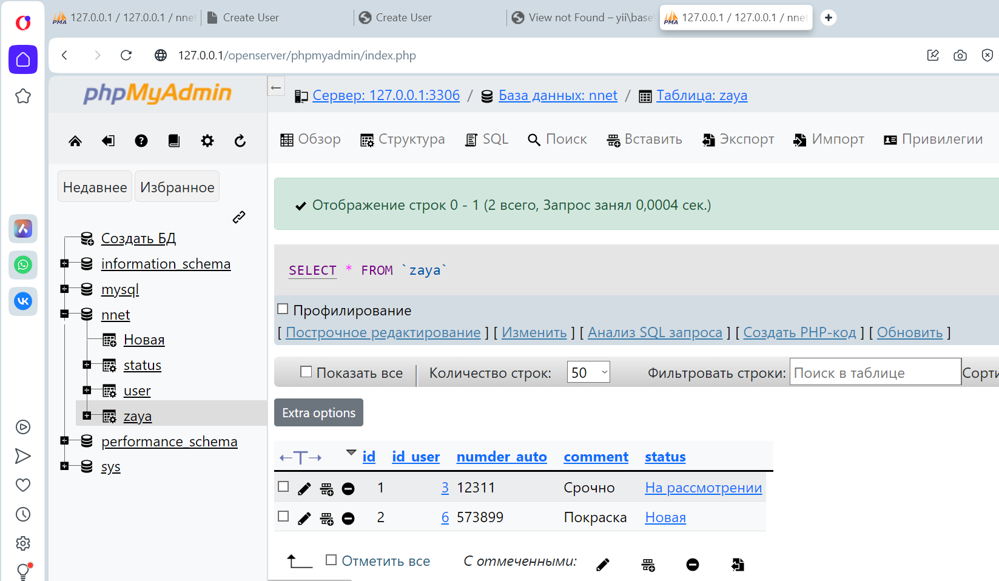 127.0.0.1 / 127.0.0.1 / nnet
Create User
Create User
View not Found – yii\base\
127.0.0.1 / 127.0.0.1 / nnet
127.0.0.1/openserver/phpmyadmin/index.php
phpMyAdmin
Сервер: 127.0.0.1:3306 / База данных: nnet / Таблица: zaya
Обзор Структура SQL Поиск Вставить Экспорт Импорт Привилегии
Недавнее Избранное
Создать БД
information_schema
mysql
nnet
Новая
status
user
zaya
performance_schema
sys
Отображение строк 0 - 1 (2 всего, Запрос занял 0,0004 сек.)
SELECT * FROM `zaya`
Профилирование
[ Построчное редактирование ] [ Изменить ] [ Анализ SQL запроса ] [ Создать PHP-код ] [ Обновить ]
Показать все Количество строк: 50 Фильтровать строки: Поиск в таблице Сорти
Extra options
←T→ id id_user numder_auto comment status
1 3 12311 Срочно На рассмотрении
2 6 573899 Покраска Новая
Отметить все С отмеченными: